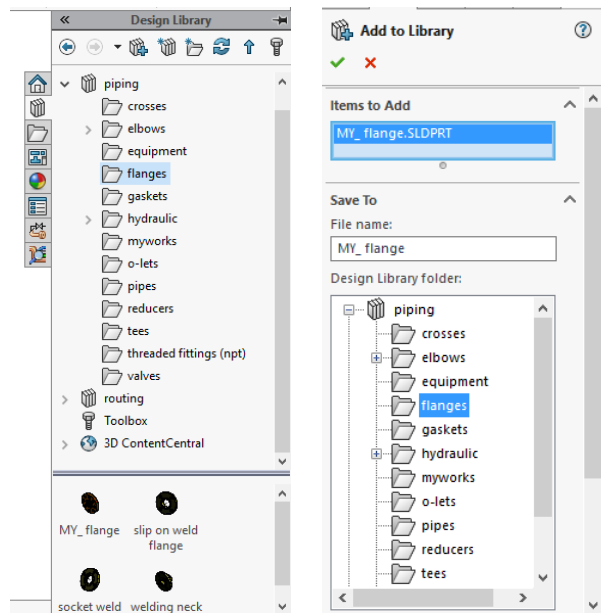 Design Library
piping
crosses
elbows
equipment
flanges
gaskets
hydraulic
myworks
o-lets
pipes
reducers
tees
threaded fittings (npt)
valves
routing
Toolbox
3D ContentCentral
MY_ flange
slip on weld
flange
socket weld
welding neck
Add to Library
Items to Add
MY_ flange.SLDPRT
Save To
File name:
MY_ flange
Design Library folder:
piping
crosses
elbows
equipment
flanges
gaskets
hydraulic
myworks
o-lets
pipes
reducers
tees